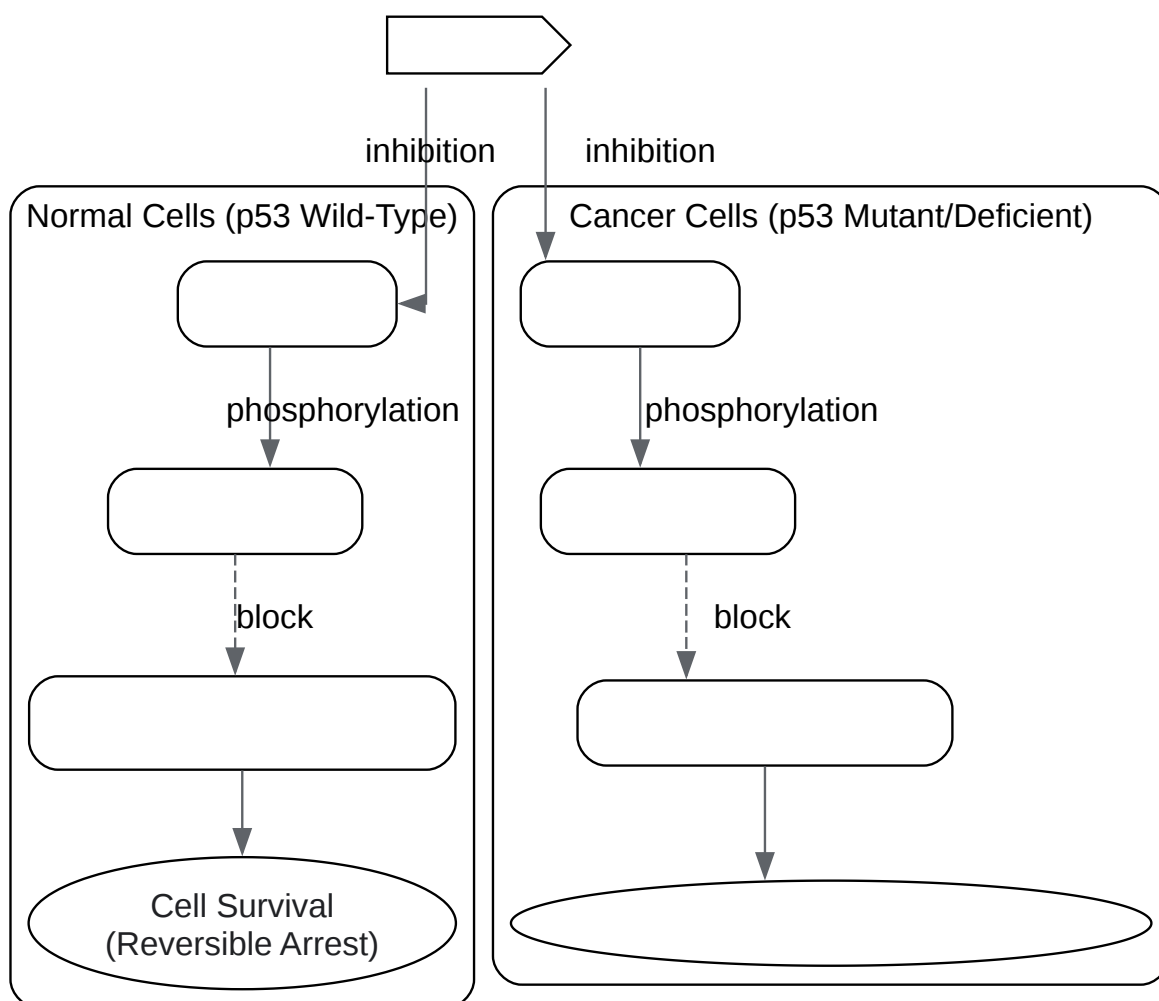 inhibition
inhibition
Normal Cells (p53 Wild-Type)
Cancer Cells (p53 Mutant/Deficient)
phosphorylation
phosphorylation
block
block
Cell Survival
(Reversible Arrest)